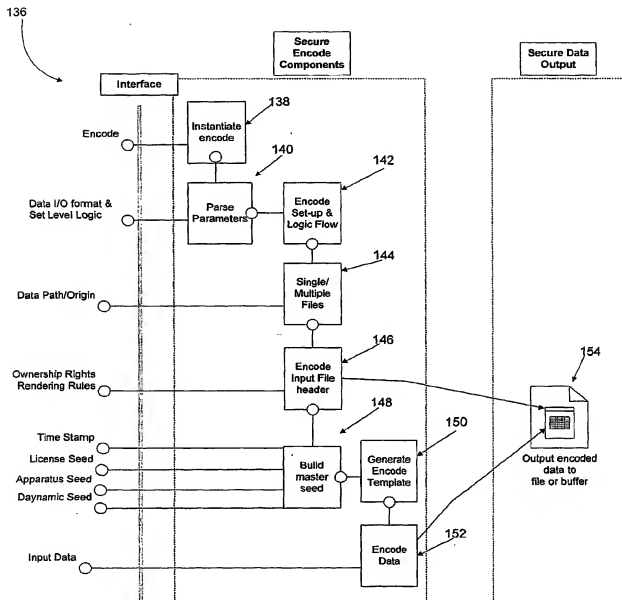 136
Secure
Encode
Components
Secure Data
Output
Interface
138
Instantiate
encode
Encode
140
142
Parse
Parameters
Encode
Set-up &
Logic Flow
Data I/O format &
Set Level Logic
144
Single/
Multiple
Files
Data Path/Origin
146
Encode
Input File
header
154
Ownership Rights
Rendering Rules
148
150
Time Stamp
License Seed
Apparatus Seed
Daynamic Seed
Build
master
seed
Generate
Encode
Template
Output encoded
data to
file or buffer
152
Encode
Data
Input Data